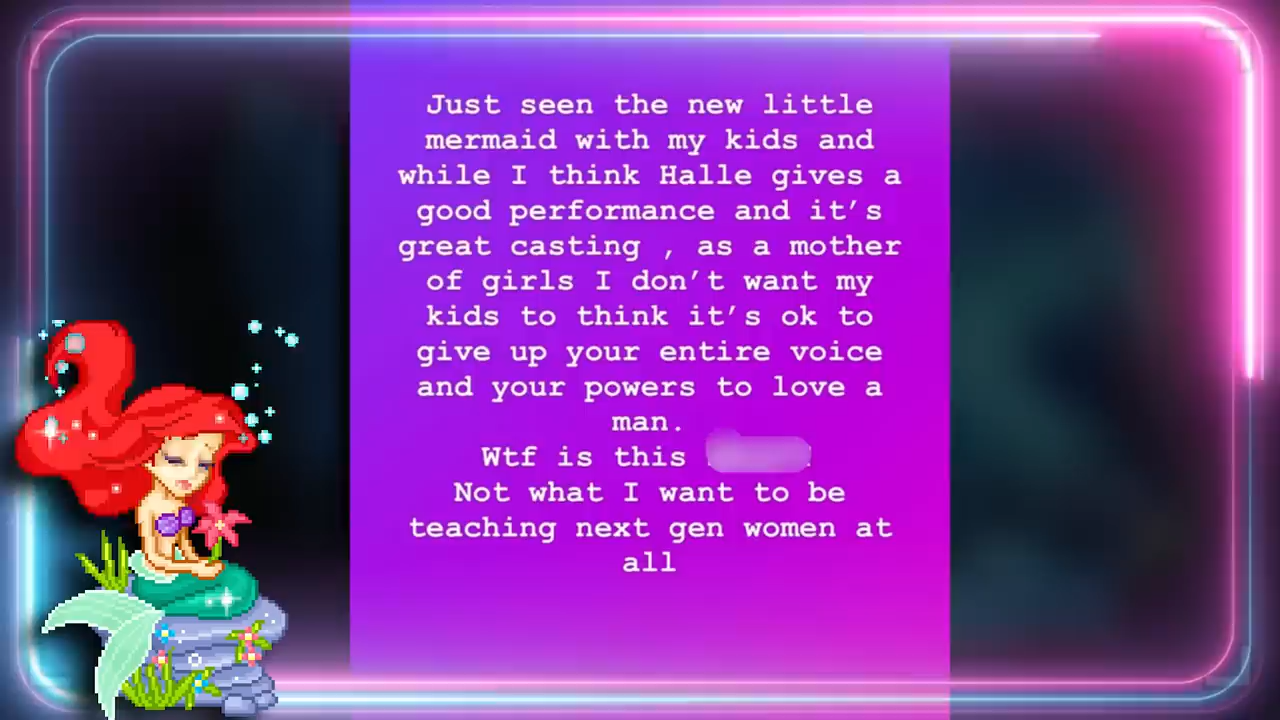 Just seen the new little
mermaid with my kids and
while I think Halle gives a
good performance and it's
great casting , as a mother
of girls I don't want my
kids to think it's ok to
give up your entire voice
and your powers to love a
man.
Wtf is this
Not what I want to be
teaching next gen women at
all